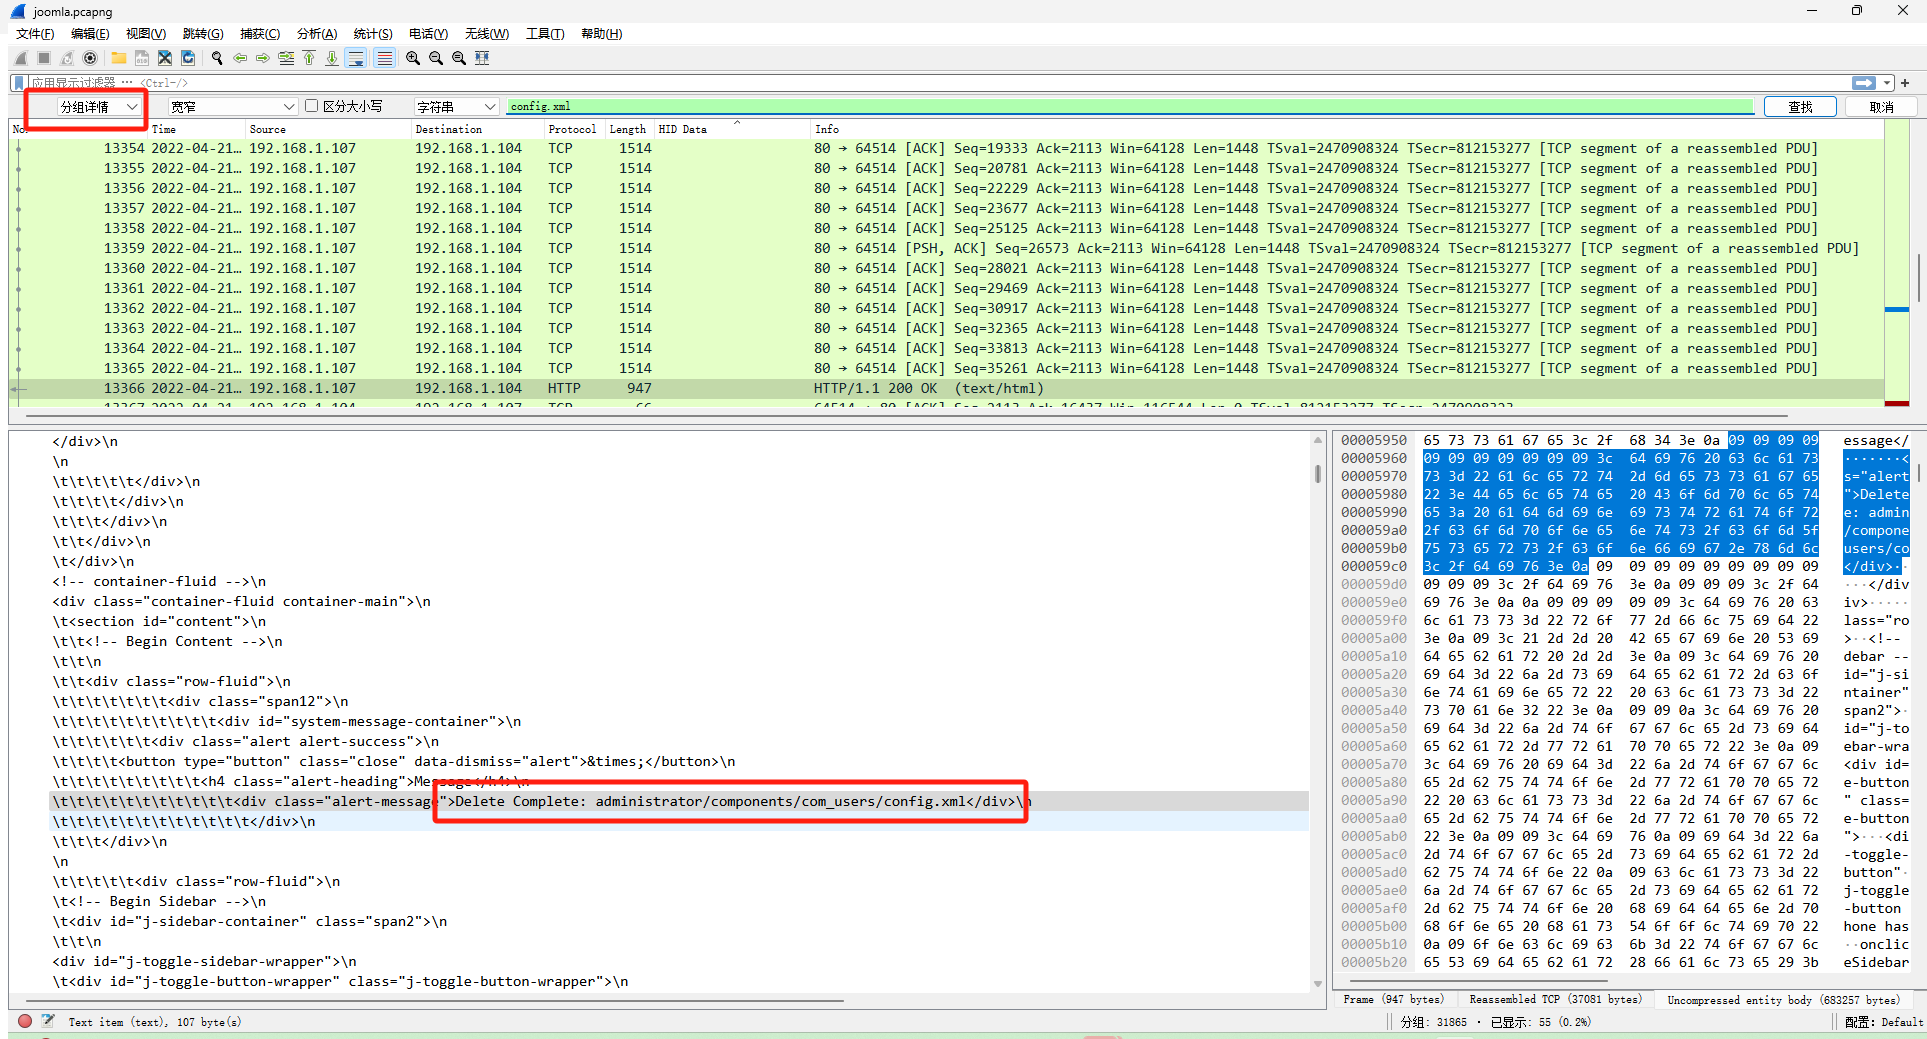 joomla.pcapng
文件(F) 编辑(E) 视图(V) 跳转(G) 捕获(C) 分析(A) 统计(S) 电话(Y) 无线(W) 工具(T) 帮助(H)
应用显示过滤器 … <Ctrl-/>
分组详情 宽窄 区分大小写 字符串 config.xml 查找 取消
No. Time Source Destination Protocol Length HID Data Info
13354 2022-04-21… 192.168.1.107 192.168.1.104 TCP 1514 80 → 64514 [ACK] Seq=19333 Ack=2113 Win=64128 Len=1448 TSval=2470908324 TSecr=812153277 [TCP segment of a reassembled PDU]
13355 2022-04-21… 192.168.1.107 192.168.1.104 TCP 1514 80 → 64514 [ACK] Seq=20781 Ack=2113 Win=64128 Len=1448 TSval=2470908324 TSecr=812153277 [TCP segment of a reassembled PDU]
13356 2022-04-21… 192.168.1.107 192.168.1.104 TCP 1514 80 → 64514 [ACK] Seq=22229 Ack=2113 Win=64128 Len=1448 TSval=2470908324 TSecr=812153277 [TCP segment of a reassembled PDU]
13357 2022-04-21… 192.168.1.107 192.168.1.104 TCP 1514 80 → 64514 [ACK] Seq=23677 Ack=2113 Win=64128 Len=1448 TSval=2470908324 TSecr=812153277 [TCP segment of a reassembled PDU]
13358 2022-04-21… 192.168.1.107 192.168.1.104 TCP 1514 80 → 64514 [ACK] Seq=25125 Ack=2113 Win=64128 Len=1448 TSval=2470908324 TSecr=812153277 [TCP segment of a reassembled PDU]
13359 2022-04-21… 192.168.1.107 192.168.1.104 TCP 1514 80 → 64514 [PSH, ACK] Seq=26573 Ack=2113 Win=64128 Len=1448 TSval=2470908324 TSecr=812153277 [TCP segment of a reassembled PDU]
13360 2022-04-21… 192.168.1.107 192.168.1.104 TCP 1514 80 → 64514 [ACK] Seq=28021 Ack=2113 Win=64128 Len=1448 TSval=2470908324 TSecr=812153277 [TCP segment of a reassembled PDU]
13361 2022-04-21… 192.168.1.107 192.168.1.104 TCP 1514 80 → 64514 [ACK] Seq=29469 Ack=2113 Win=64128 Len=1448 TSval=2470908324 TSecr=812153277 [TCP segment of a reassembled PDU]
13362 2022-04-21… 192.168.1.107 192.168.1.104 TCP 1514 80 → 64514 [ACK] Seq=30917 Ack=2113 Win=64128 Len=1448 TSval=2470908324 TSecr=812153277 [TCP segment of a reassembled PDU]
13363 2022-04-21… 192.168.1.107 192.168.1.104 TCP 1514 80 → 64514 [ACK] Seq=32365 Ack=2113 Win=64128 Len=1448 TSval=2470908324 TSecr=812153277 [TCP segment of a reassembled PDU]
13364 2022-04-21… 192.168.1.107 192.168.1.104 TCP 1514 80 → 64514 [ACK] Seq=33813 Ack=2113 Win=64128 Len=1448 TSval=2470908324 TSecr=812153277 [TCP segment of a reassembled PDU]
13365 2022-04-21… 192.168.1.107 192.168.1.104 TCP 1514 80 → 64514 [ACK] Seq=35261 Ack=2113 Win=64128 Len=1448 TSval=2470908324 TSecr=812153277 [TCP segment of a reassembled PDU]
13366 2022-04-21… 192.168.1.107 192.168.1.104 HTTP 947 HTTP/1.1 200 OK (text/html)
</div>\n
\n
\t\t\t\t\t</div>\n
\t\t\t\t</div>\n
\t\t\t</div>\n
\t\t</div>\n
\t</div>\n
<!-- container-fluid -->\n
<div class="container-fluid container-main">\n
\t<section id="content">\n
\t\t<!-- Begin Content -->\n
\t\t\n
\t\t<div class="row-fluid">\n
\t\t\t\t\t\t\t<div class="span12">\n
\t\t\t\t\t\t\t\t\t\t<div id="system-message-container">\n
\t\t\t\t\t\t<div class="alert alert-success">\n
\t\t\t\t<button type="button" class="close" data-dismiss="alert">&times;</button>\n
\t\t\t\t\t\t\t\t\t<h4 class="alert-heading">Message</h4>\n
\t\t\t\t\t\t\t\t\t\t\t<div class="alert-message">Delete Complete: administrator/components/com_users/config.xml</div>\n
\t\t\t\t\t\t\t\t\t\t\t\t</div>\n
\t\t\t</div>\n
\n
\t\t\t\t\t<div class="row-fluid">\n
\t<!-- Begin Sidebar -->\n
\t<div id="j-sidebar-container" class="span2">\n
\t\t\n
<div id="j-toggle-sidebar-wrapper">\n
\t<div id="j-toggle-button-wrapper" class="j-toggle-button-wrapper">\n
00005950 65 73 73 61 67 65 3c 2f 68 34 3e 0a 09 09 09 09 essage</
00005960 09 09 09 09 09 09 09 3c 64 69 76 20 63 6c 61 73 ·······<
00005970 73 3d 22 61 6c 65 72 74 2d 6d 65 73 73 61 67 65 s="alert
00005980 22 3e 44 65 6c 65 74 65 20 43 6f 6d 70 6c 65 74 ">Delete
00005990 65 3a 20 61 64 6d 69 6e 69 73 74 72 61 74 6f 72 e: admin
000059a0 2f 63 6f 6d 70 6f 6e 65 6e 74 73 2f 63 6f 6d 5f /compone
000059b0 75 73 65 72 73 2f 63 6f 6e 66 69 67 2e 78 6d 6c users/co
000059c0 3c 2f 64 69 76 3e 0a 09 09 09 09 09 09 09 09 09 </div>··
000059d0 09 09 09 3c 2f 64 69 76 3e 0a 09 09 09 3c 2f 64 ···</div
000059e0 69 76 3e 0a 0a 09 09 09 09 09 3c 64 69 76 20 63 iv>·····
000059f0 6c 61 73 73 3d 22 72 6f 77 2d 66 6c 75 69 64 22 lass="ro
00005a00 3e 0a 09 3c 21 2d 2d 20 42 65 67 69 6e 20 53 69 >··<!--
00005a10 64 65 62 61 72 20 2d 2d 3e 0a 09 3c 64 69 76 20 debar --
00005a20 69 64 3d 22 6a 2d 73 69 64 65 62 61 72 2d 63 6f id="j-si
00005a30 6e 74 61 69 6e 65 72 22 20 63 6c 61 73 73 3d 22 ntainer"
00005a40 73 70 61 6e 32 22 3e 0a 09 09 0a 3c 64 69 76 20 span2">·
00005a50 69 64 3d 22 6a 2d 74 6f 67 67 6c 65 2d 73 69 64 id="j-to
00005a60 65 62 61 72 2d 77 72 61 70 70 65 72 22 3e 0a 09 ebar-wra
00005a70 3c 64 69 76 20 69 64 3d 22 6a 2d 74 6f 67 67 6c <div id=
00005a80 65 2d 62 75 74 74 6f 6e 2d 77 72 61 70 70 65 72 e-button
00005a90 22 20 63 6c 61 73 73 3d 22 6a 2d 74 6f 67 67 6c " class=
00005aa0 65 2d 62 75 74 74 6f 6e 2d 77 72 61 70 70 65 72 e-button
00005ab0 22 3e 0a 09 09 3c 64 69 76 0a 09 09 69 64 3d 22 6a ">···<di
00005ac0 2d 74 6f 67 67 6c 65 2d 73 69 64 65 62 61 72 2d -toggle-
00005ad0 62 75 74 74 6f 6e 22 0a 09 09 63 6c 61 73 73 3d 22 button"·
00005ae0 6a 2d 74 6f 67 67 6c 65 2d 73 69 64 65 62 61 72 j-toggle
00005af0 2d 62 75 74 74 6f 6e 20 68 69 64 64 65 6e 2d 70 -button
00005b00 68 6f 6e 65 20 68 61 73 54 6f 6f 6c 74 69 70 22 hone has
00005b10 0a 09 6f 6e 63 6c 69 63 6b 3d 22 74 6f 67 67 6c ··onclic
00005b20 65 53 69 64 65 62 61 72 28 66 61 6c 73 65 29 3b eSidebar
Frame (947 bytes) Reassembled TCP (37081 bytes) Uncompressed entity body (683257 bytes)
Text item (text), 107 byte(s) 分组: 31865 · 已显示: 55 (0.2%) 配置: Default